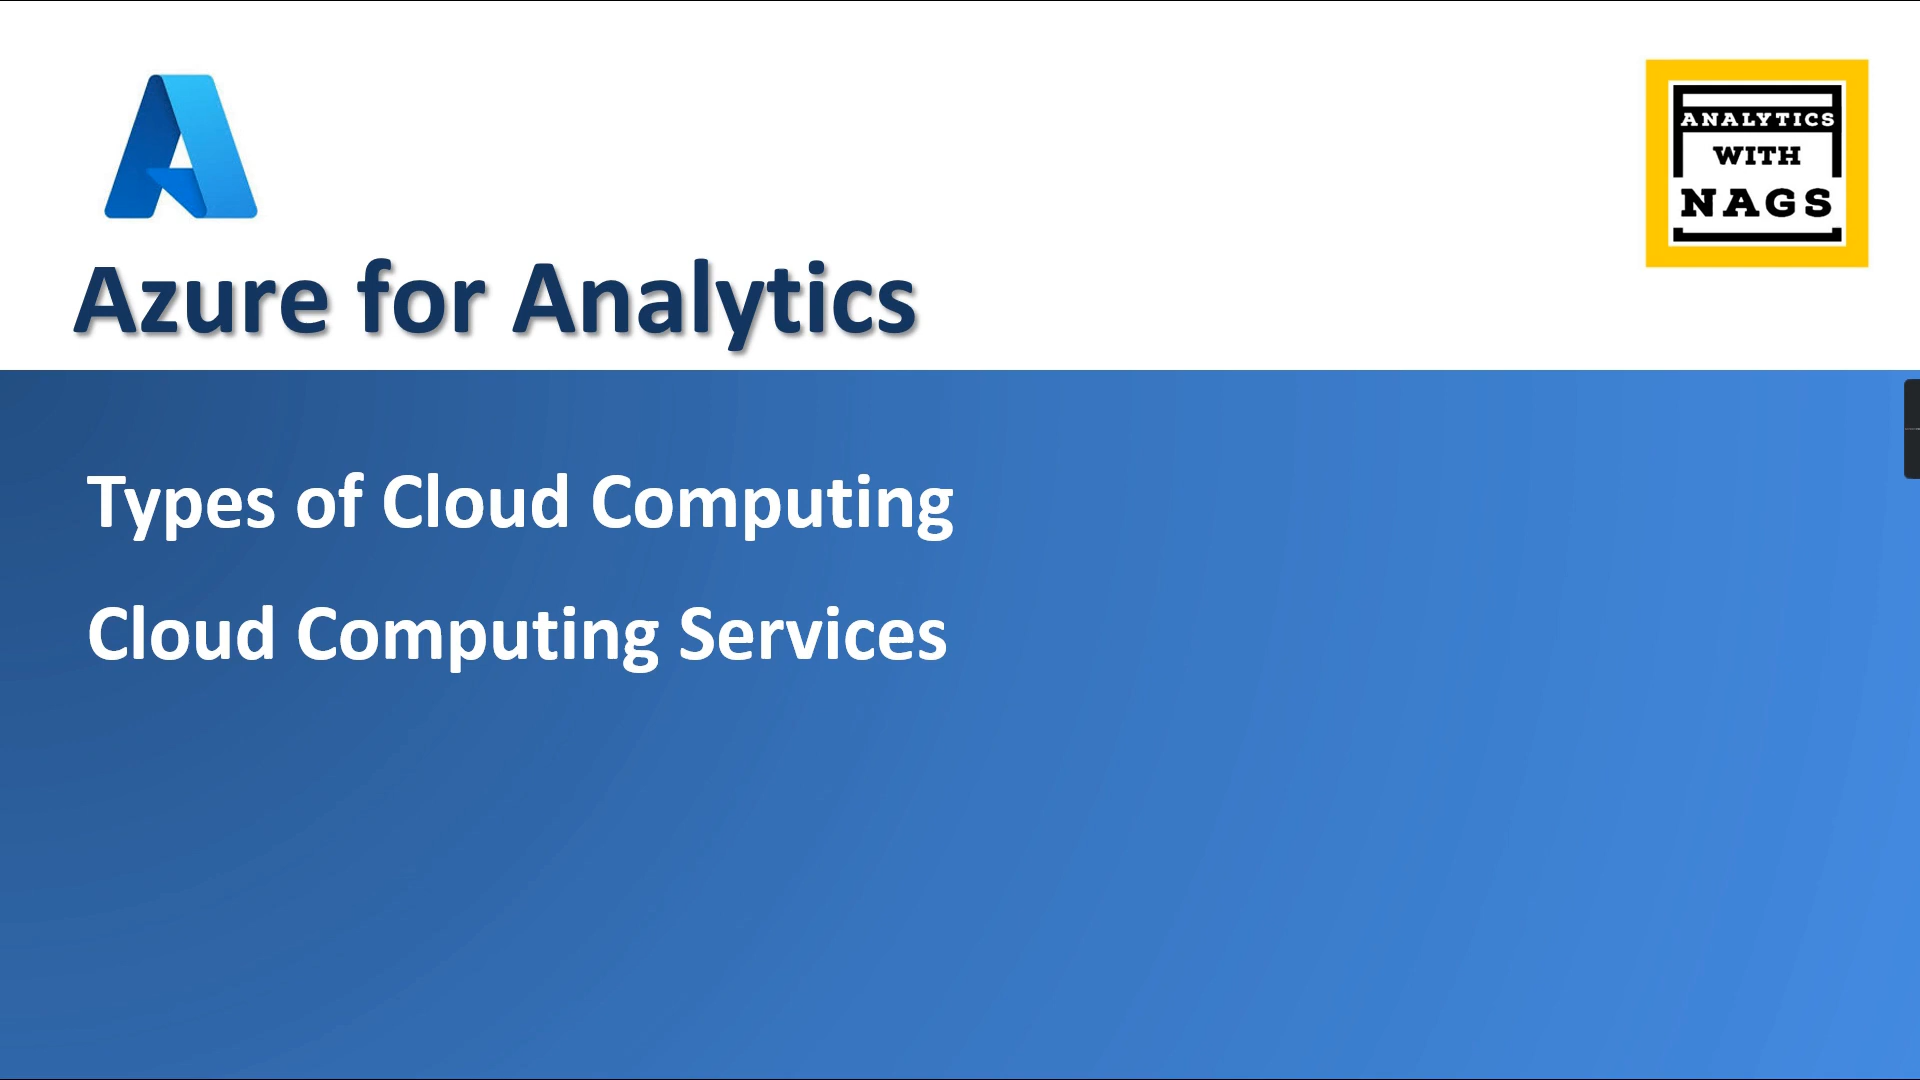 ANALYTICS
WITH
NAGS
Azure for Analytics
Types of Cloud Computing
Cloud Computing Services